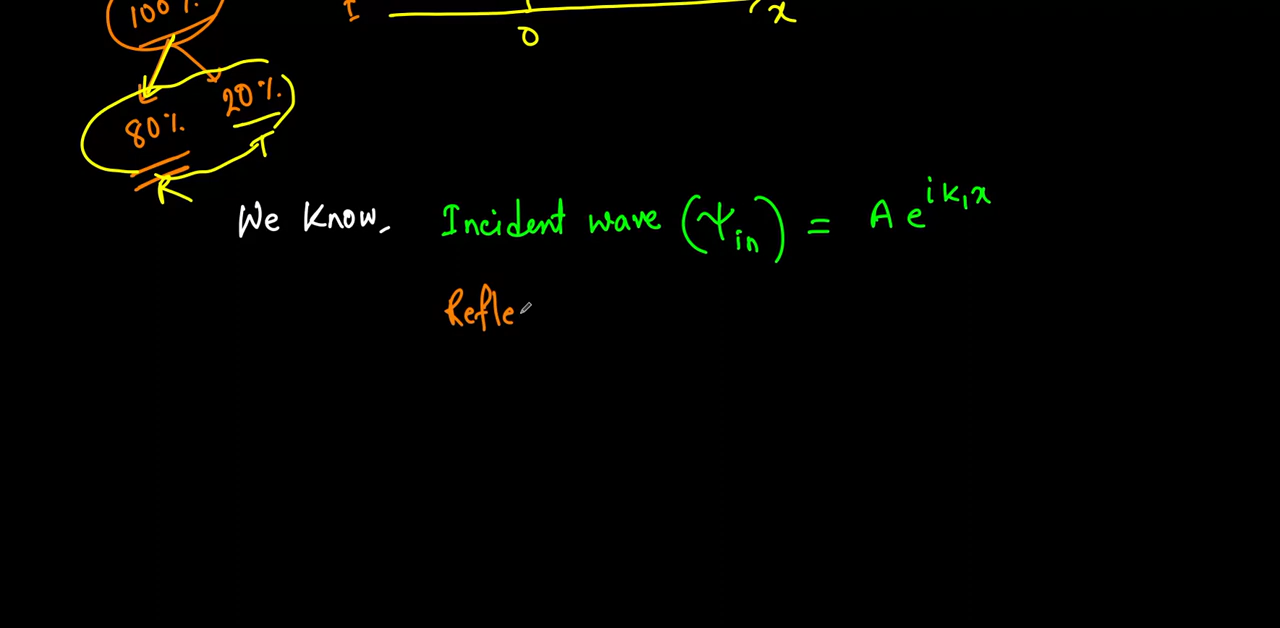 100%
I
0
x
80%
20%
R
T
We Know, Incident wave (Ψin) = A e^{ik₁x}
Refle